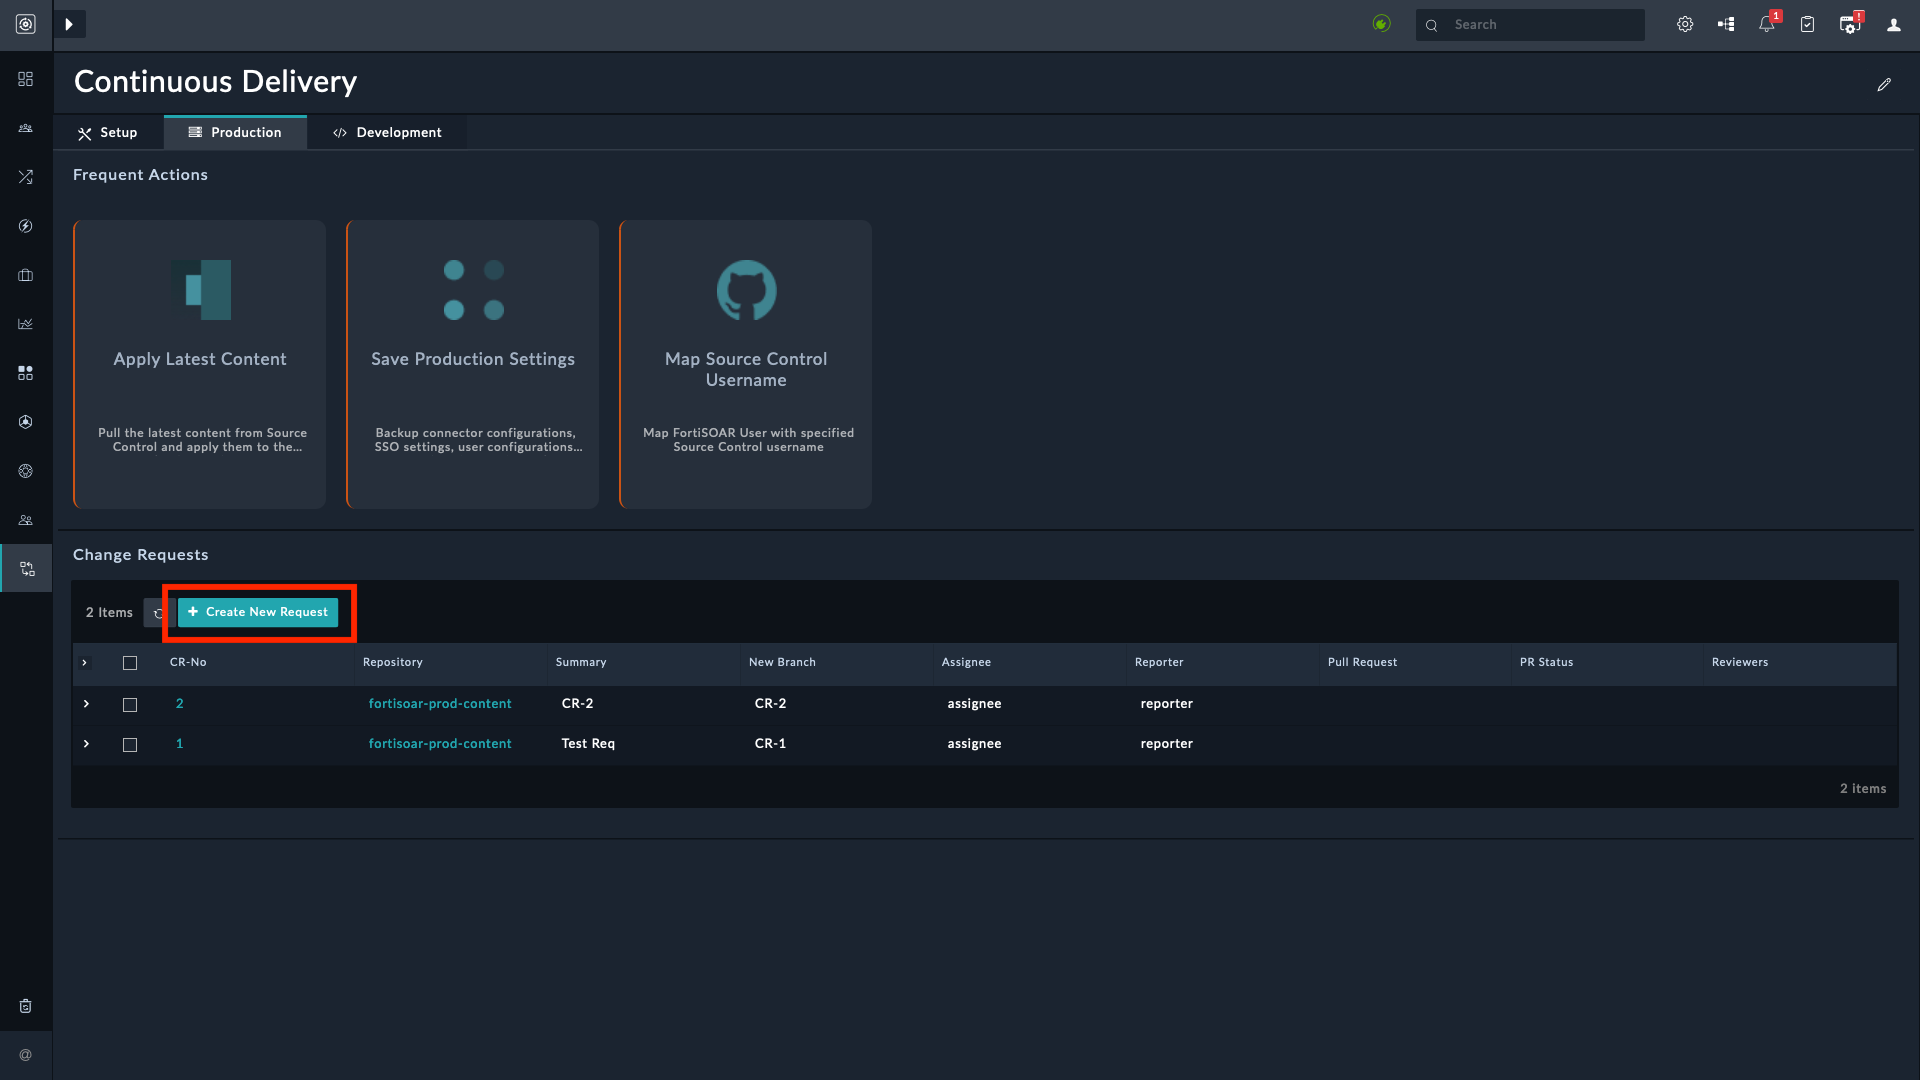 Search
1
!
Continuous Delivery
Setup
Production
</> Development
Frequent Actions
Apply Latest Content
Pull the latest content from Source
Control and apply them to the...
Save Production Settings
Backup connector configurations,
SSO settings, user configurations...
Map Source Control
Username
Map FortiSOAR User with specified
Source Control username
Change Requests
2 Items
+ Create New Request
CR-No Repository Summary New Branch Assignee Reporter Pull Request PR Status Reviewers
2 fortisoar-prod-content CR-2 CR-2 assignee reporter
1 fortisoar-prod-content Test Req CR-1 assignee reporter
2 items
@